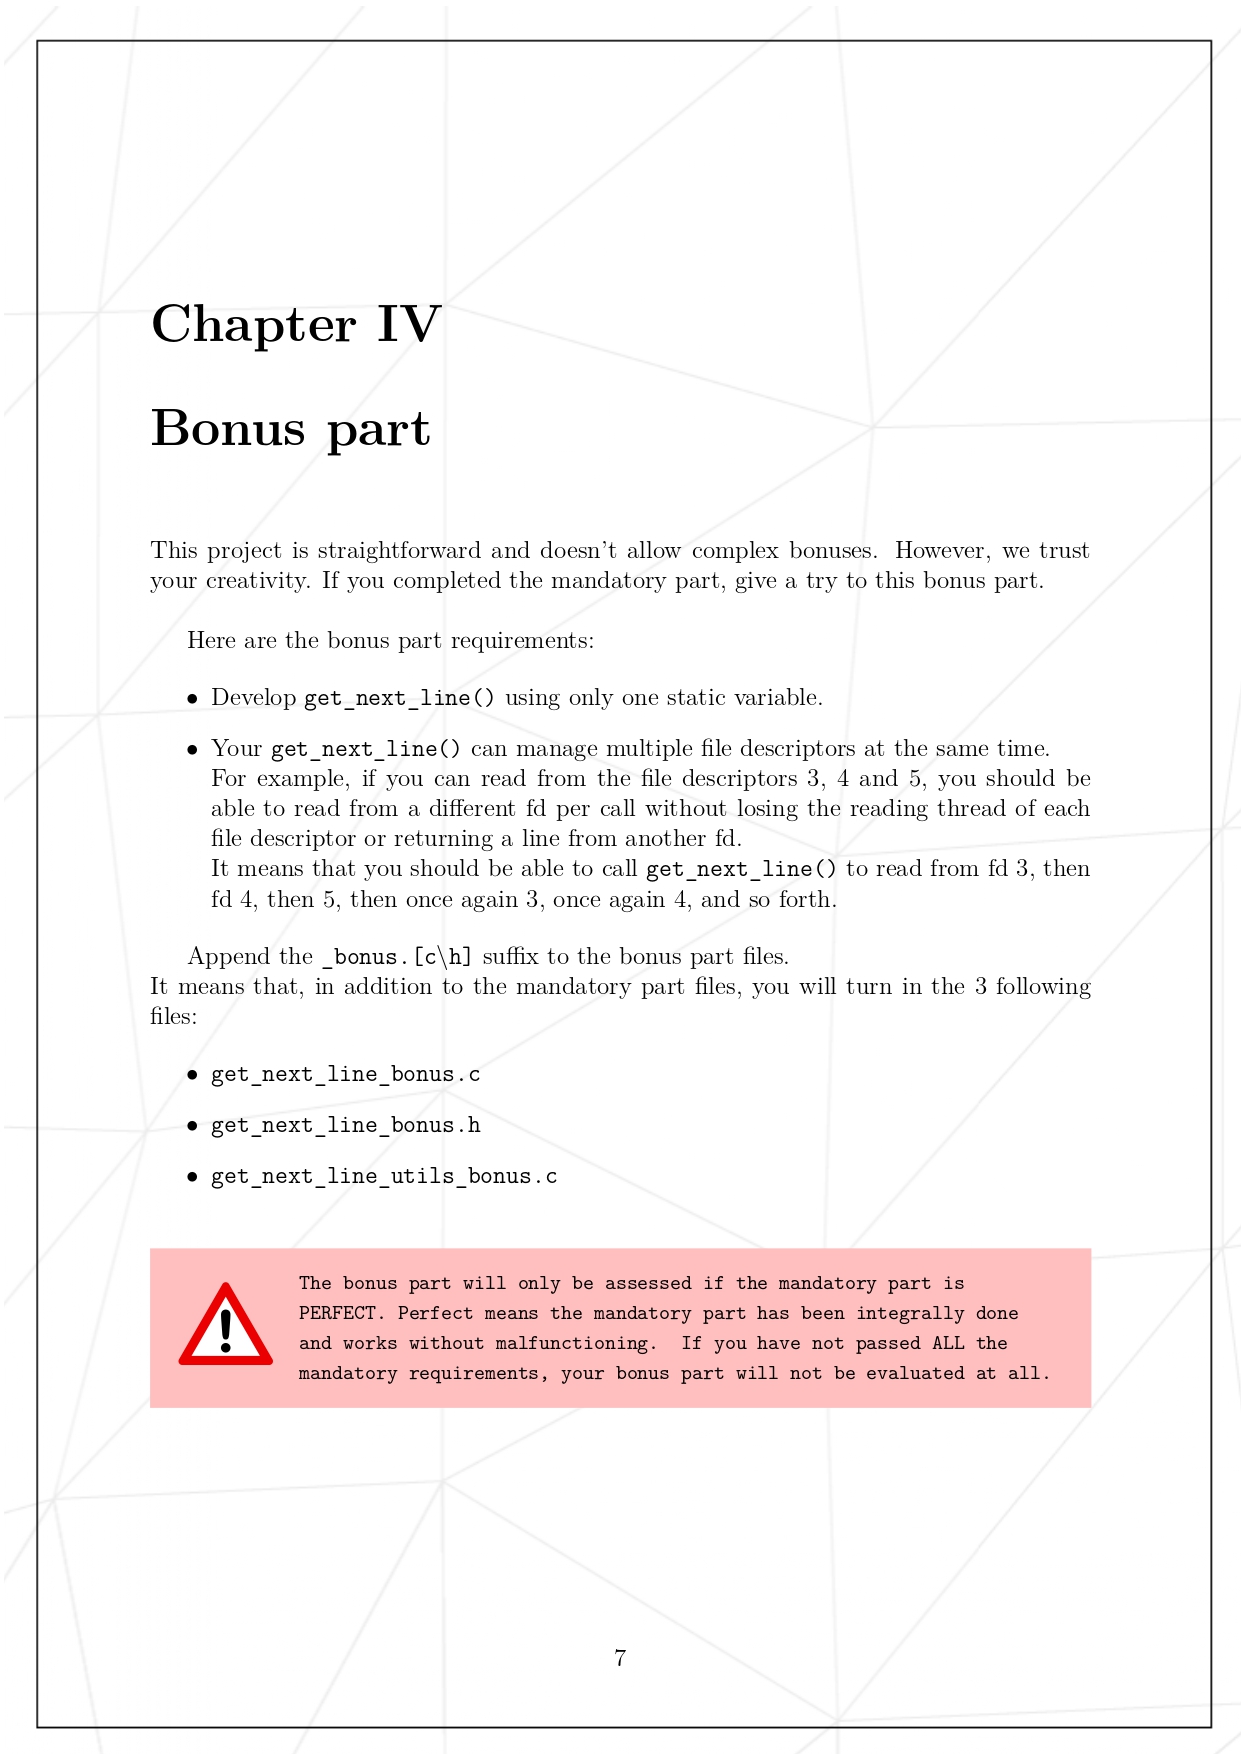 Chapter IV
Bonus part
This project is straightforward and doesn't allow complex bonuses. However, we trust
your creativity. If you completed the mandatory part, give a try to this bonus part.
Here are the bonus part requirements:
• Develop get_next_line() using only one static variable.
• Your get_next_line() can manage multiple file descriptors at the same time.
For example, if you can read from the file descriptors 3, 4 and 5, you should be
able to read from a different fd per call without losing the reading thread of each
file descriptor or returning a line from another fd.
It means that you should be able to call get_next_line() to read from fd 3, then
fd 4, then 5, then once again 3, once again 4, and so forth.
Append the _bonus.[c\h] suffix to the bonus part files.
It means that, in addition to the mandatory part files, you will turn in the 3 following
files:
• get_next_line_bonus.c
• get_next_line_bonus.h
• get_next_line_utils_bonus.c
The bonus part will only be assessed if the mandatory part is
PERFECT. Perfect means the mandatory part has been integrally done
and works without malfunctioning. If you have not passed ALL the
mandatory requirements, your bonus part will not be evaluated at all.
7